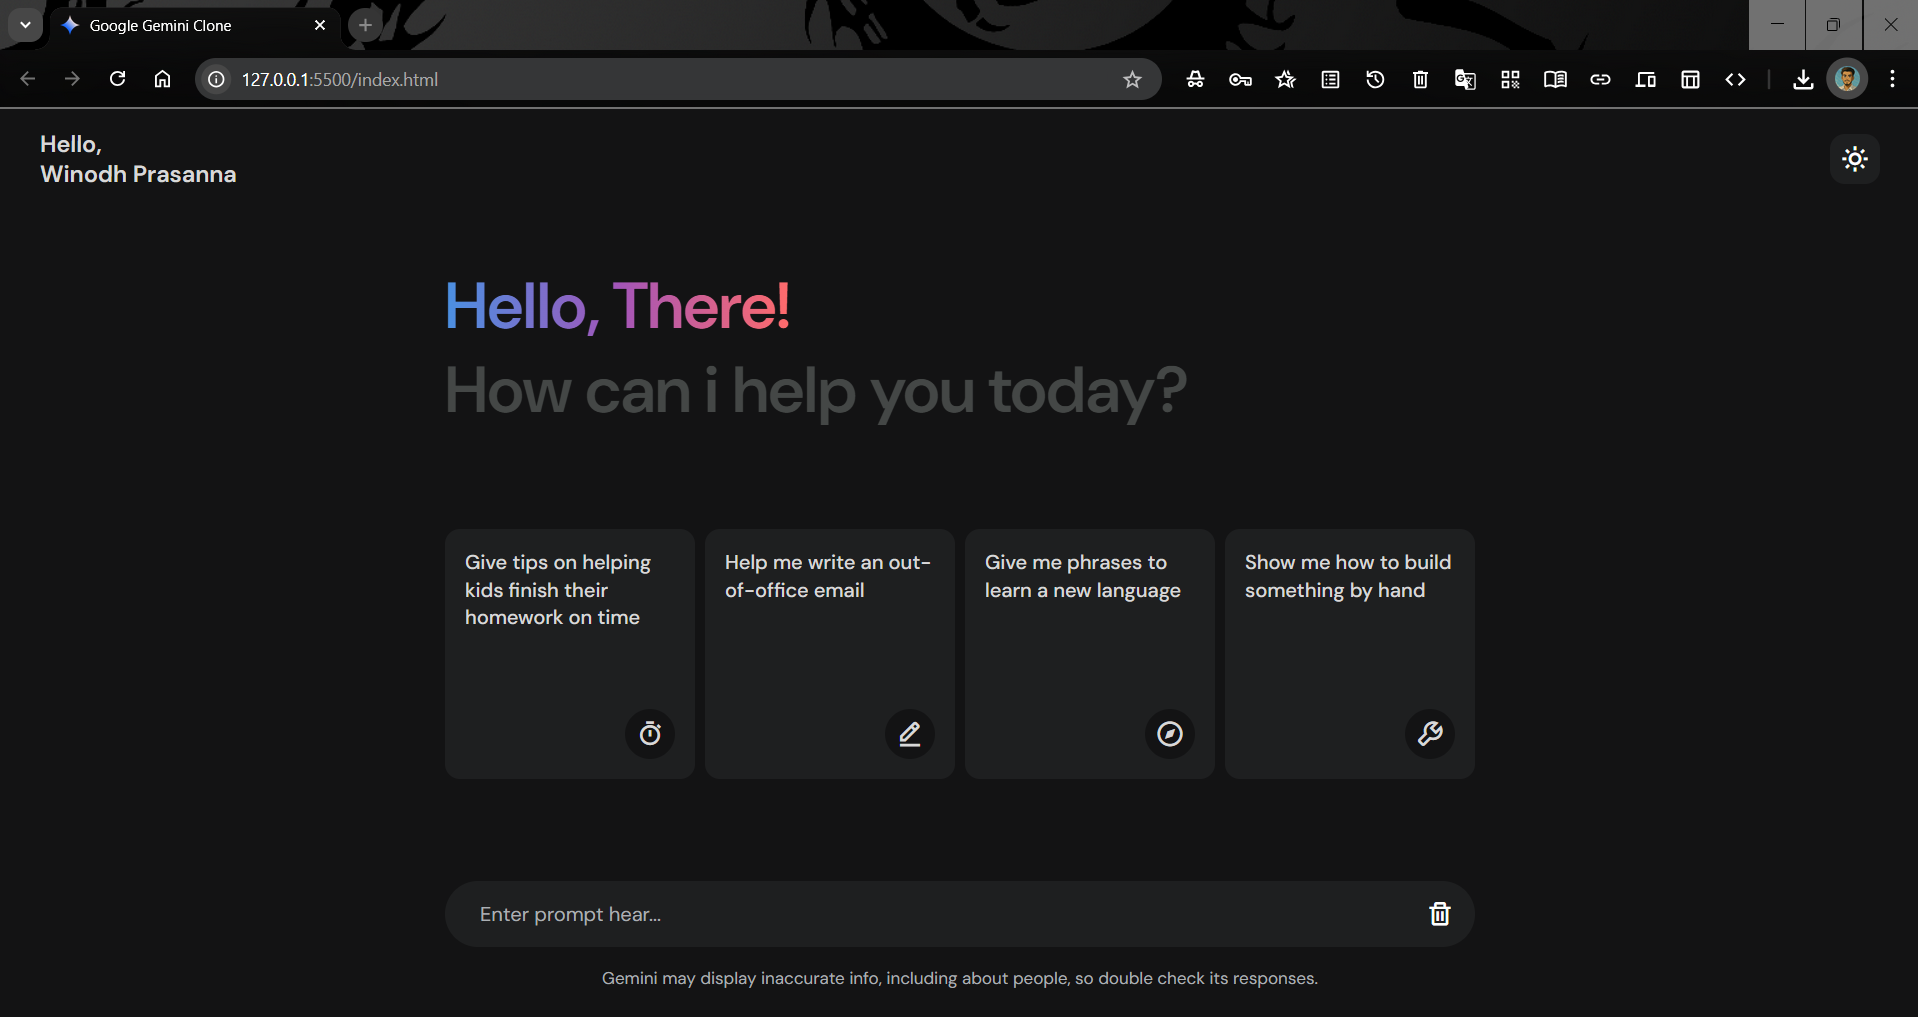 Google Gemini Clone
127.0.0.1:5500/index.html
Hello,
Winodh Prasanna
Hello, There!
How can i help you today?
Give tips on helping
kids finish their
homework on time
Help me write an out-
of-office email
Give me phrases to
learn a new language
Show me how to build
something by hand
Enter prompt hear...
Gemini may display inaccurate info, including about people, so double check its responses.